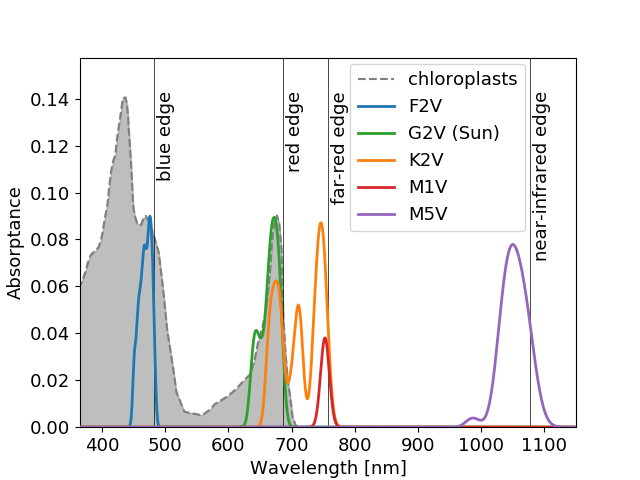 0.14
0.12
0.10
0.08
0.06
0.04
0.02
0.00
Absorptance
blue edge
red edge
far-red edge
near-infrared edge
chloroplasts
F2V
G2V (Sun)
K2V
M1V
M5V
400 500 600 700 800 900 1000 1100
Wavelength [nm]